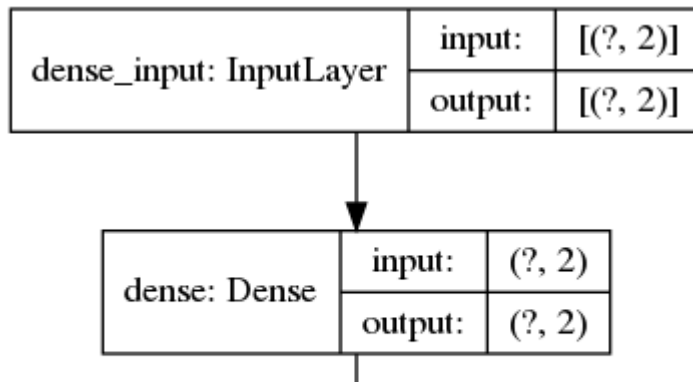 dense_input: InputLayer
input: [(?, 2)]
output: [(?, 2)]
dense: Dense
input: (?, 2)
output: (?, 2)